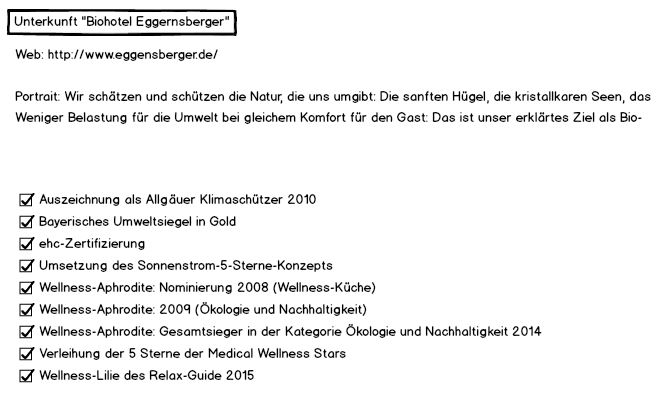 Unterkunft "Biohotel Eggernsberger"
Web: http://www.eggensberger.de/
Portrait: Wir schätzen und schützen die Natur, die uns umgibt: Die sanften Hügel, die kristallkaren Seen, das
Weniger Belastung für die Umwelt bei gleichem Komfort für den Gast: Das ist unser erklärtes Ziel als Bio-
Auszeichnung als Allgäuer Klimaschützer 2010
Bayerisches Umweltsiegel in Gold
ehc-Zertifizierung
Umsetzung des Sonnenstrom-5-Sterne-Konzepts
Wellness-Aphrodite: Nominierung 2008 (Wellness-Küche)
Wellness-Aphrodite: 2009 (Ökologie und Nachhaltigkeit)
Wellness-Aphrodite: Gesamtsieger in der Kategorie Ökologie und Nachhaltigkeit 2014
Verleihung der 5 Sterne der Medical Wellness Stars
Wellness-Lilie des Relax-Guide 2015